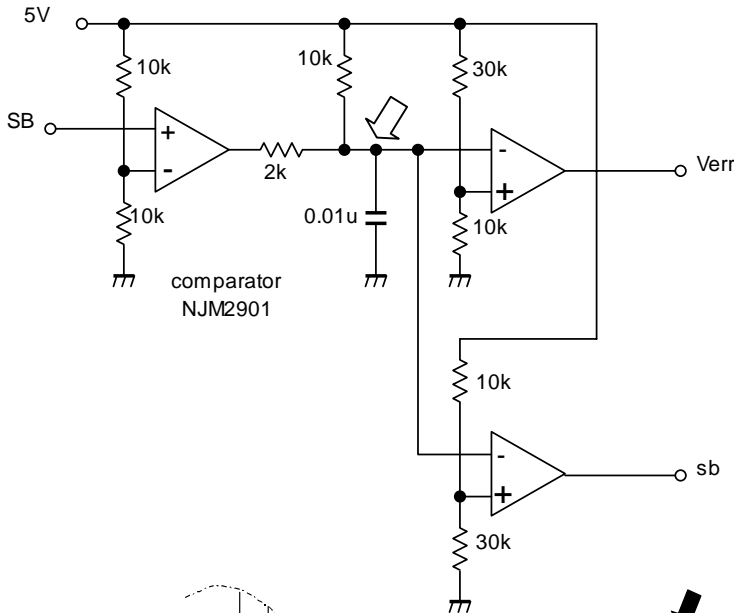 5V
10k
10k
30k
SB
+
-
2k
-
+
Verr
10k
0.01u
10k
comparator
NJM2901
10k
-
+
sb
30k